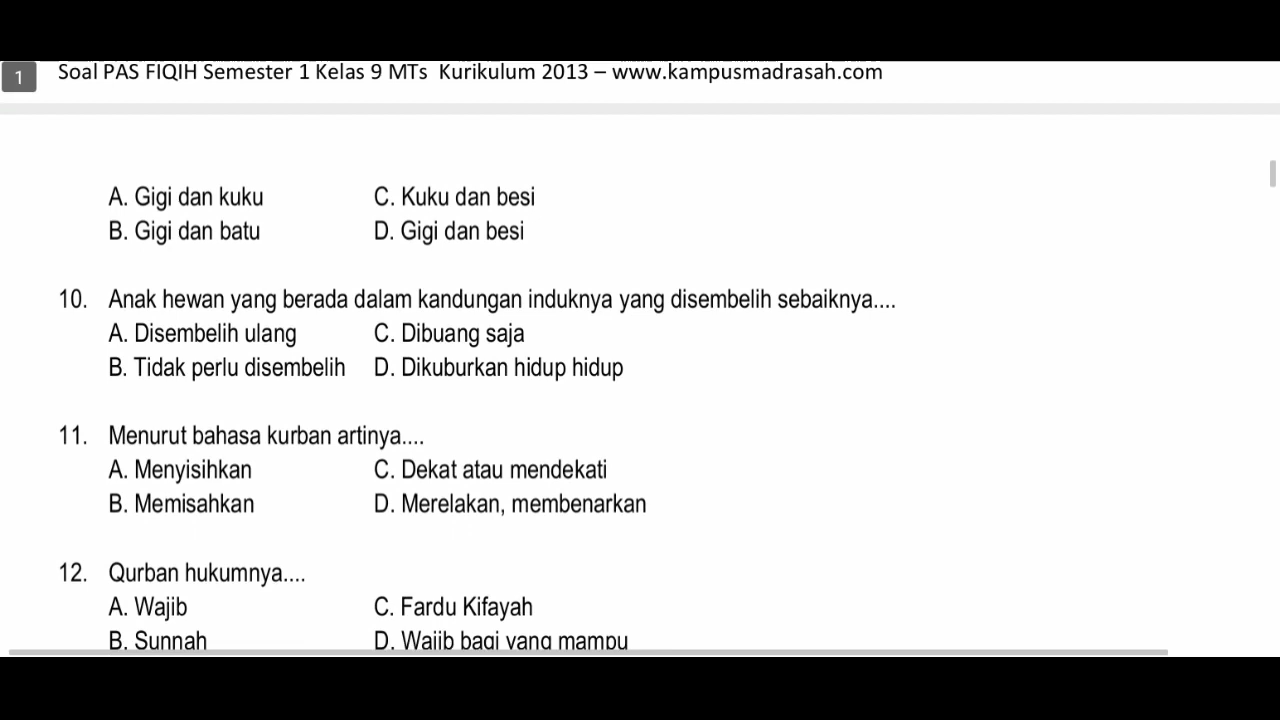 1 Soal PAS FIQIH Semester 1 Kelas 9 MTs Kurikulum 2013 – www.kampusmadrasah.com
A. Gigi dan kuku C. Kuku dan besi
B. Gigi dan batu D. Gigi dan besi
10. Anak hewan yang berada dalam kandungan induknya yang disembelih sebaiknya....
A. Disembelih ulang C. Dibuang saja
B. Tidak perlu disembelih D. Dikuburkan hidup hidup
11. Menurut bahasa kurban artinya....
A. Menyisihkan C. Dekat atau mendekati
B. Memisahkan D. Merelakan, membenarkan
12. Qurban hukumnya....
A. Wajib C. Fardu Kifayah
B. Sunnah D. Wajib bagi yang mampu